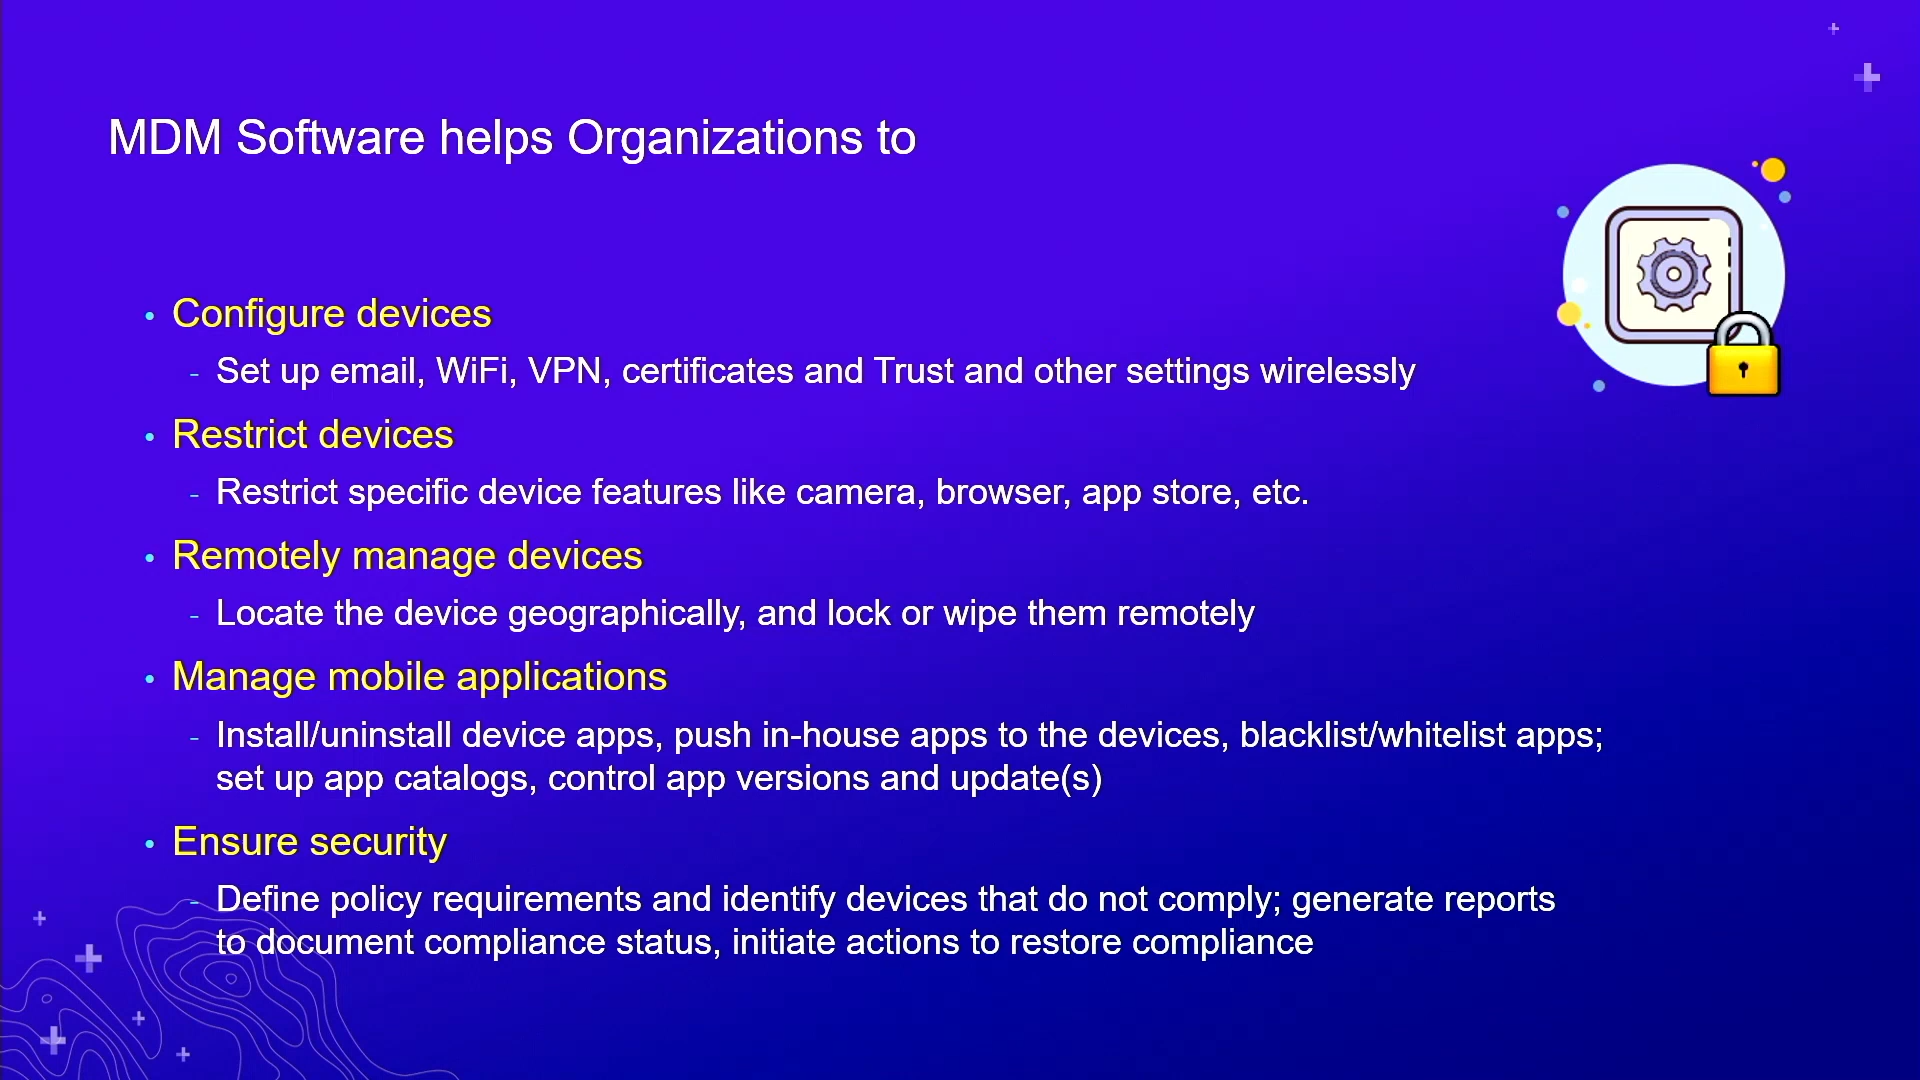 MDM Software helps Organizations to
• Configure devices
- Set up email, WiFi, VPN, certificates and Trust and other settings wirelessly
• Restrict devices
- Restrict specific device features like camera, browser, app store, etc.
• Remotely manage devices
- Locate the device geographically, and lock or wipe them remotely
• Manage mobile applications
- Install/uninstall device apps, push in-house apps to the devices, blacklist/whitelist apps;
set up app catalogs, control app versions and update(s)
• Ensure security
- Define policy requirements and identify devices that do not comply; generate reports
to document compliance status, initiate actions to restore compliance